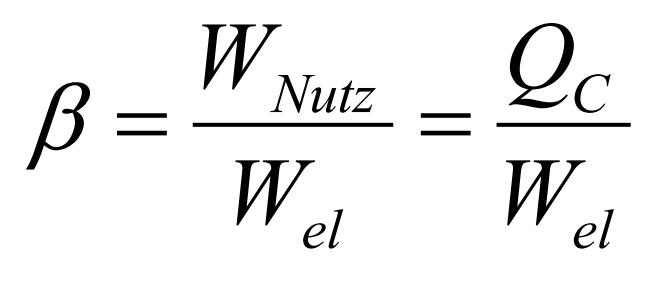 β = W_Nutz / W_el = Q_C / W_el